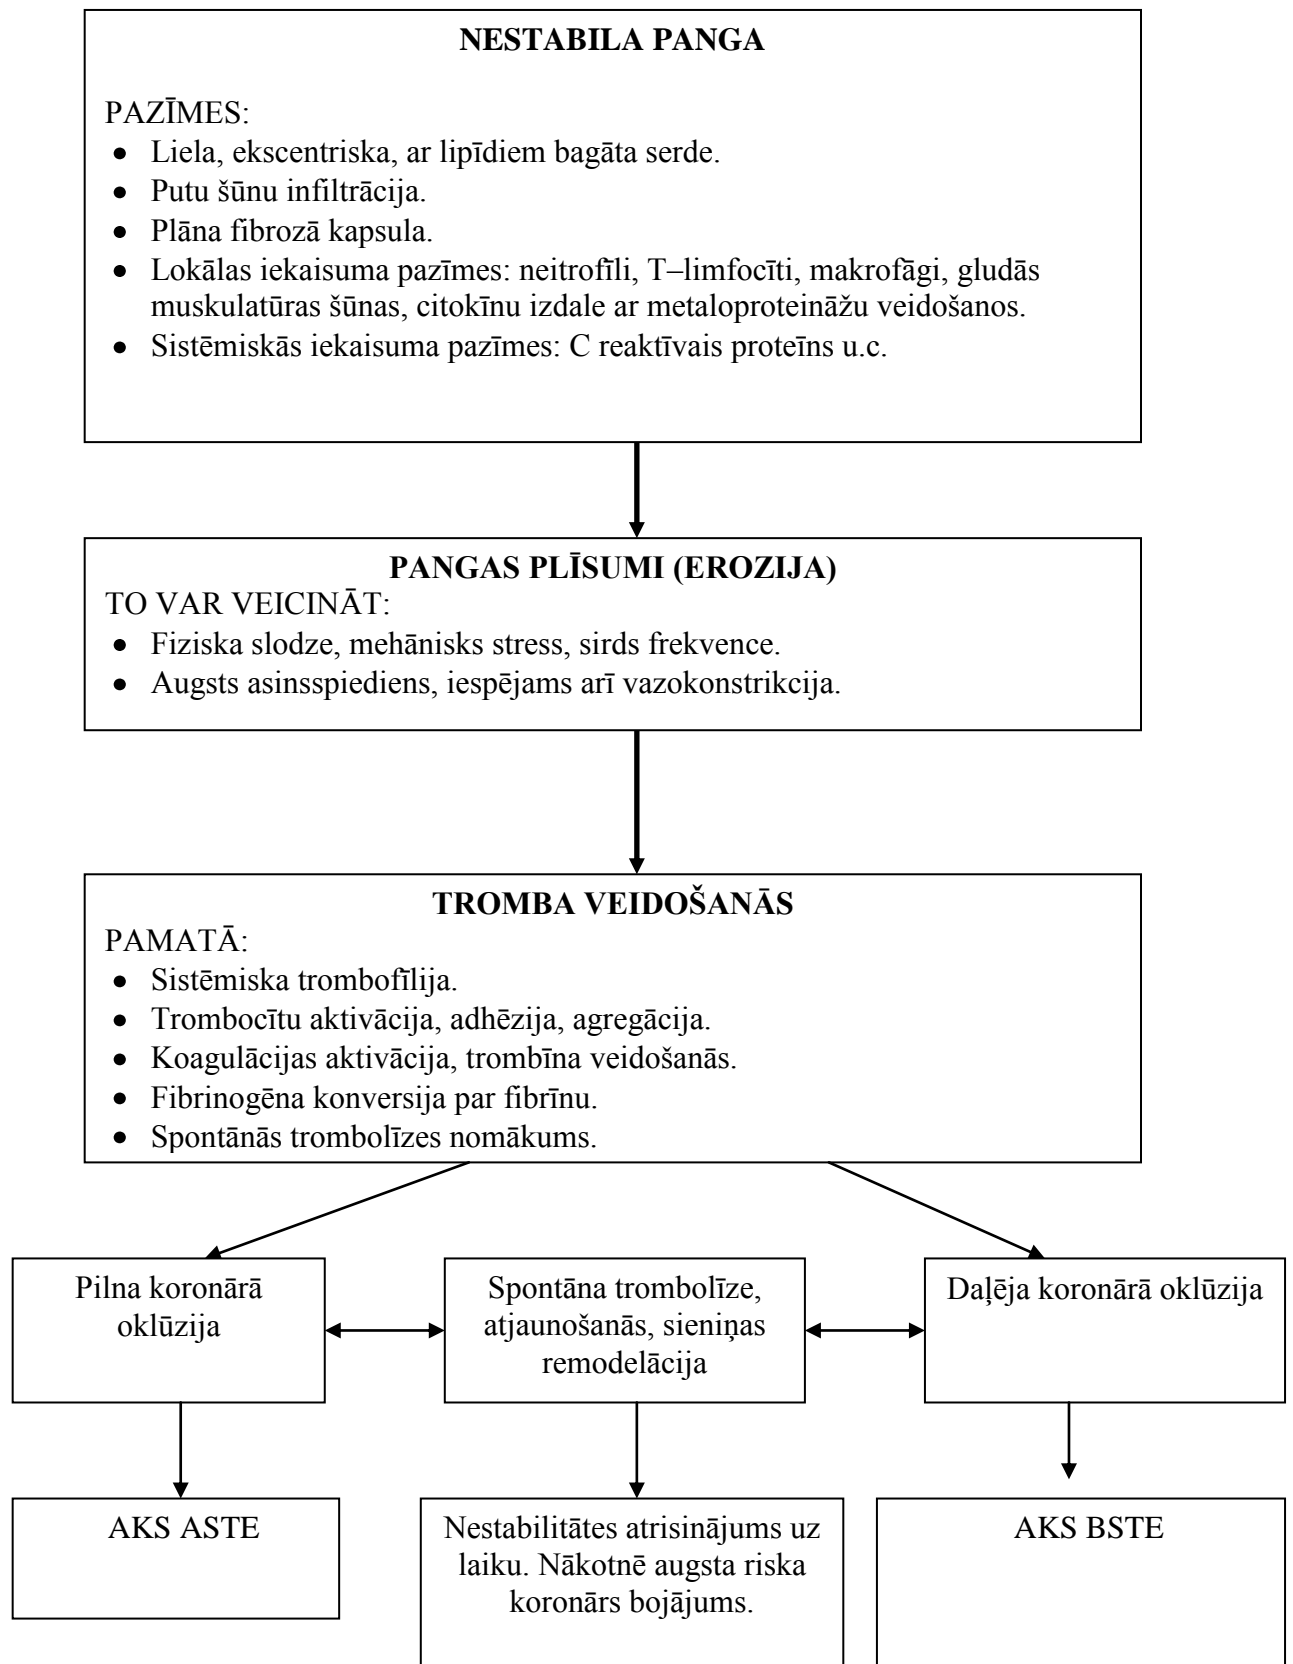 NESTABILA PANGA
PAZĪMES:
• Liela, ekscentriska, ar lipīdiem bagāta serde.
• Putu šūnu infiltrācija.
• Plāna fibrozā kapsula.
• Lokālas iekaisuma pazīmes: neitrofīli, T–limfocīti, makrofāgi, gludās
muskulatūras šūnas, citokīnu izdale ar metaloproteināžu veidošanos.
• Sistēmiskās iekaisuma pazīmes: C reaktīvais proteīns u.c.
PANGAS PLĪSUMI (EROZIJA)
TO VAR VEICINĀT:
• Fiziska slodze, mehānisks stress, sirds frekvence.
• Augsts asinsspiediens, iespējams arī vazokonstrikcija.
TROMBA VEIDOŠANĀS
PAMATĀ:
• Sistēmiska trombofīlija.
• Trombocītu aktivācija, adhēzija, agregācija.
• Koagulācijas aktivācija, trombīna veidošanās.
• Fibrinogēna konversija par fibrīnu.
• Spontānās trombolīzes nomākums.
Pilna koronārā
oklūzija
Spontāna trombolīze,
atjaunošanās, sieniņas
remodelācija
Daļēja koronārā oklūzija
AKS ASTE
Nestabilitātes atrisinājums uz
laiku. Nākotnē augsta riska
koronārs bojājums.
AKS BSTE